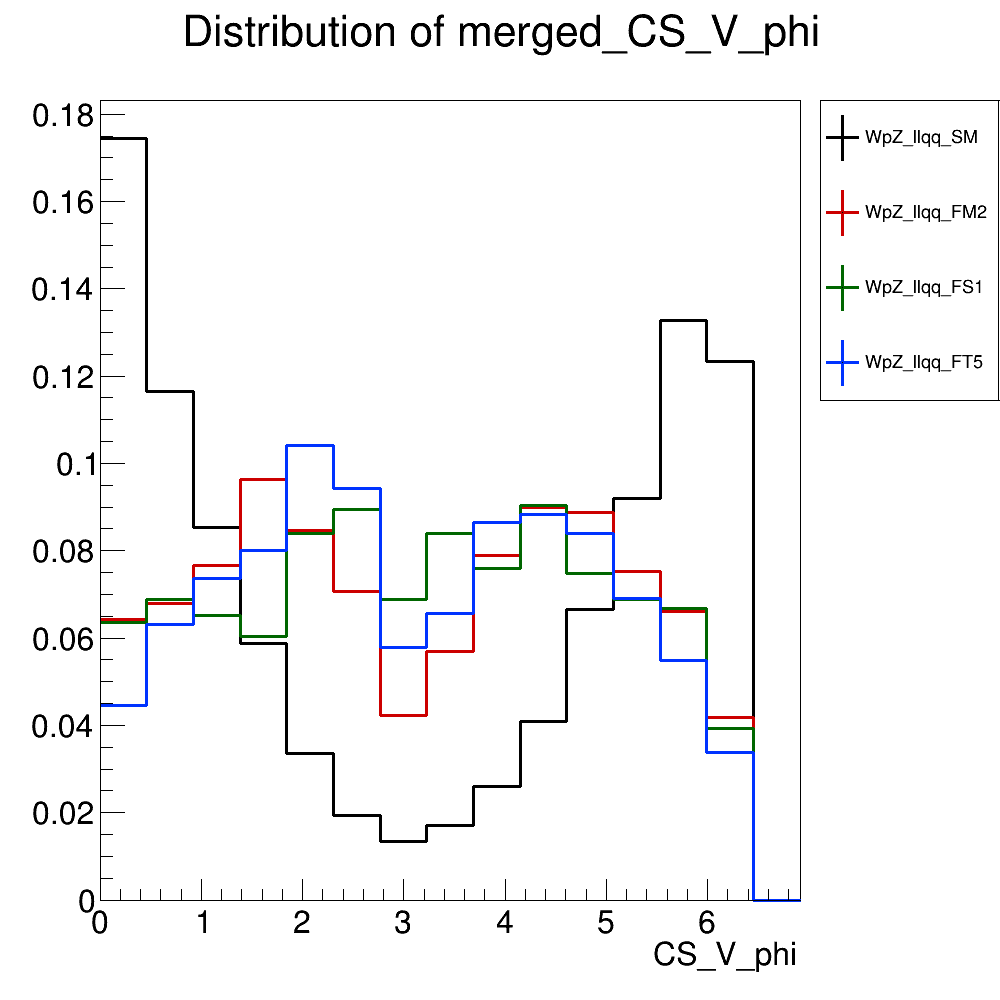 Distribution of merged_CS_V_phi
0.18
0.16
0.14
0.12
0.1
0.08
0.06
0.04
0.02
0
0 1 2 3 4 5 6
CS_V_phi
WpZ_llqq_SM
WpZ_llqq_FM2
WpZ_llqq_FS1
WpZ_llqq_FT5